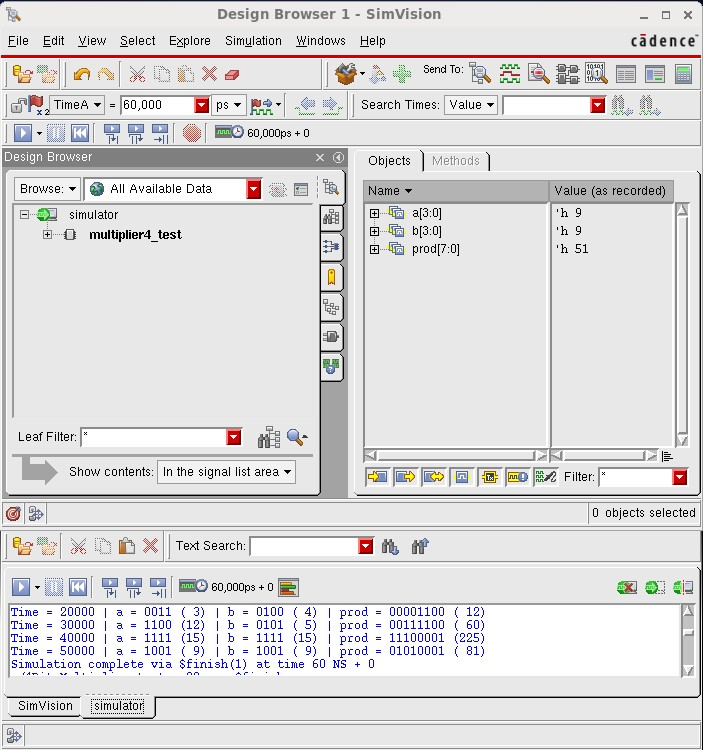 Design Browser 1 - SimVision
File Edit View Select Explore Simulation Windows Help
cādence
Send To:
TimeA = 60,000 ps
Search Times: Value
60,000ps + 0
Design Browser
Browse: All Available Data
simulator
multiplier4_test
Leaf Filter: *
Show contents: In the signal list area
Objects Methods
Name Value (as recorded)
a[3:0] 'h 9
b[3:0] 'h 9
prod[7:0] 'h 51
Filter: *
0 objects selected
Text Search:
60,000ps + 0
Time = 20000 | a = 0011 ( 3) | b = 0100 ( 4) | prod = 00001100 ( 12)
Time = 30000 | a = 1100 (12) | b = 0101 ( 5) | prod = 00111100 ( 60)
Time = 40000 | a = 1111 (15) | b = 1111 (15) | prod = 11100001 (225)
Time = 50000 | a = 1001 ( 9) | b = 1001 ( 9) | prod = 01010001 ( 81)
Simulation complete via $finish(1) at time 60 NS + 0
SimVision simulator